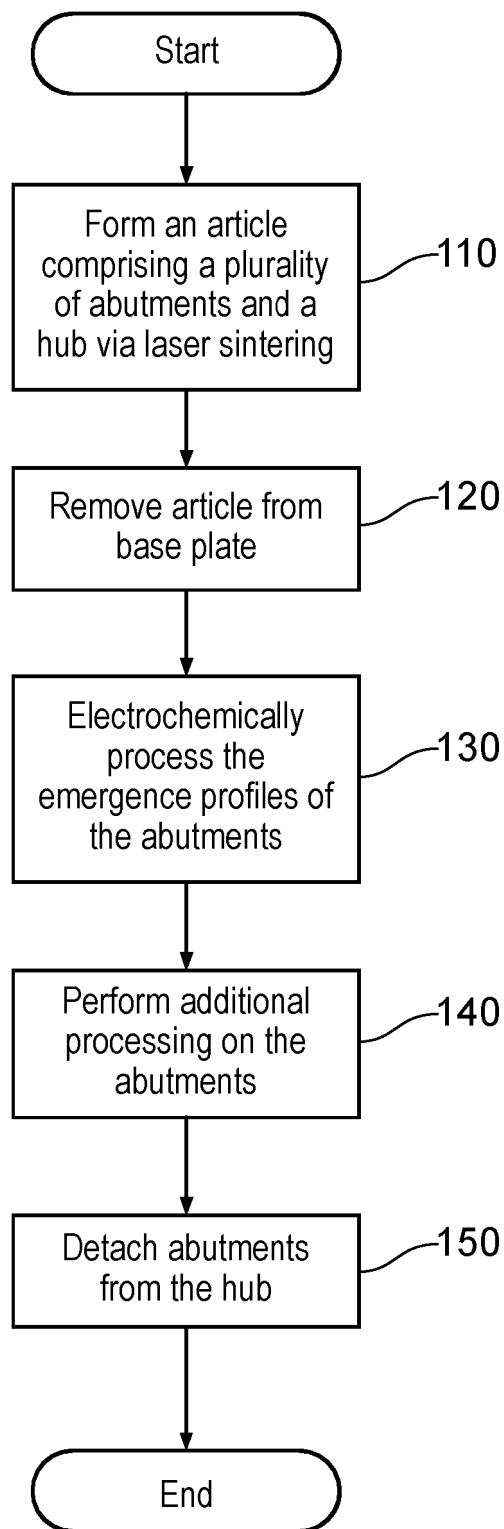 Start
Form an article
comprising a plurality
of abutments and a
hub via laser sintering
110
Remove article from
base plate
120
Electrochemically
process the
emergence profiles of
the abutments
130
Perform additional
processing on the
abutments
140
Detach abutments
from the hub
150
End